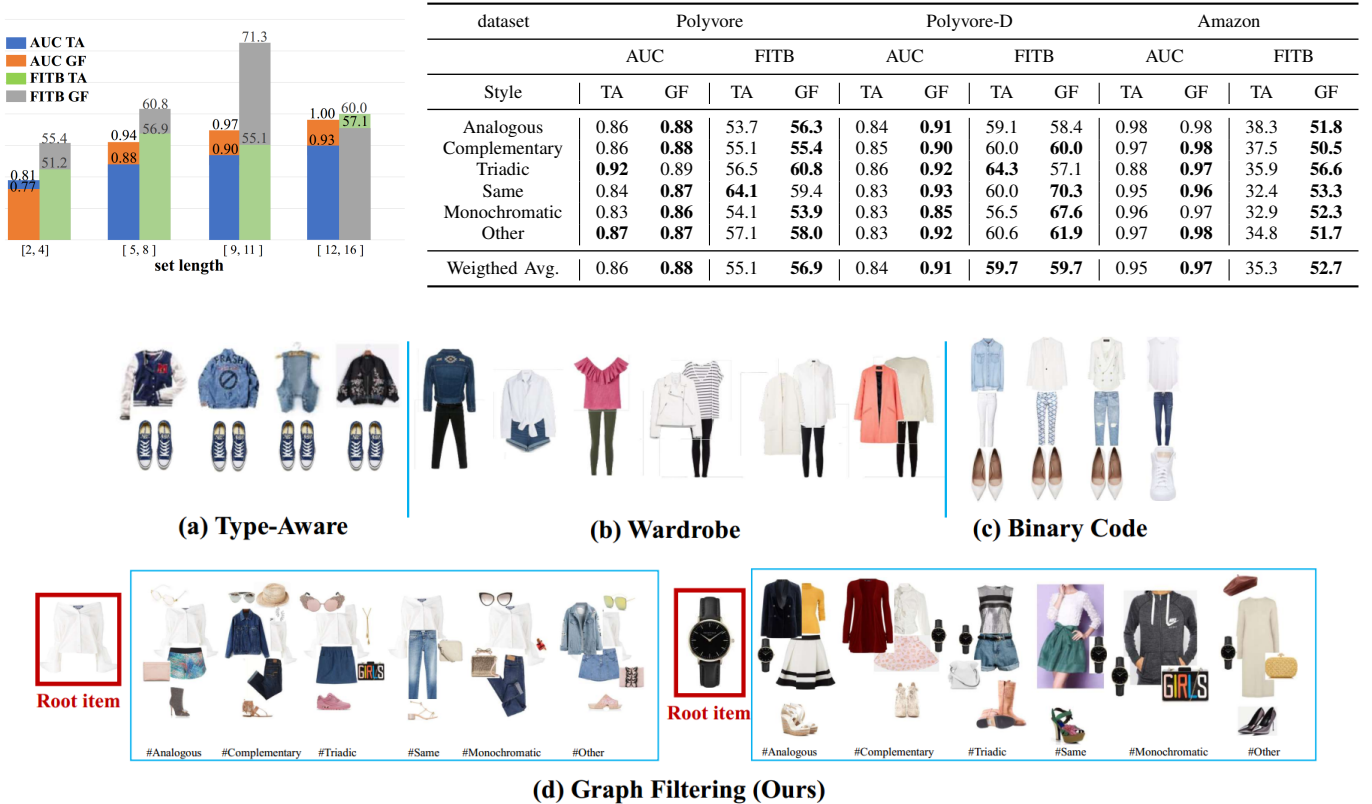 AUC TA
AUC GF
FITB TA
FITB GF
0.81
0.77
55.4
51.2
0.94
0.88
60.8
56.9
0.97
0.90
71.3
55.1
1.00
0.93
60.0
57.1
[2, 4]
[ 5, 8 ]
[ 9, 11 ]
[ 12, 16 ]
set length
dataset Polyvore Polyvore-D Amazon
AUC FITB AUC FITB AUC FITB
Style TA GF TA GF TA GF TA GF TA GF TA GF
Analogous 0.86 0.88 53.7 56.3 0.84 0.91 59.1 58.4 0.98 0.98 38.3 51.8
Complementary 0.86 0.88 55.1 55.4 0.85 0.90 60.0 60.0 0.97 0.98 37.5 50.5
Triadic 0.92 0.89 56.5 60.8 0.86 0.92 64.3 57.1 0.88 0.97 35.9 56.6
Same 0.84 0.87 64.1 59.4 0.83 0.93 60.0 70.3 0.95 0.96 32.4 53.3
Monochromatic 0.83 0.86 54.1 53.9 0.83 0.85 56.5 67.6 0.96 0.97 32.9 52.3
Other 0.87 0.87 57.1 58.0 0.83 0.92 60.6 61.9 0.97 0.98 34.8 51.7
Weigthed Avg. 0.86 0.88 55.1 56.9 0.84 0.91 59.7 59.7 0.95 0.97 35.3 52.7
(a) Type-Aware
(b) Wardrobe
(c) Binary Code
Root item
GIRLS
#Analogous #Complementary #Triadic #Same #Monochromatic #Other
Root item
GIRLS
#Analogous #Complementary #Triadic #Same #Monochromatic #Other
(d) Graph Filtering (Ours)